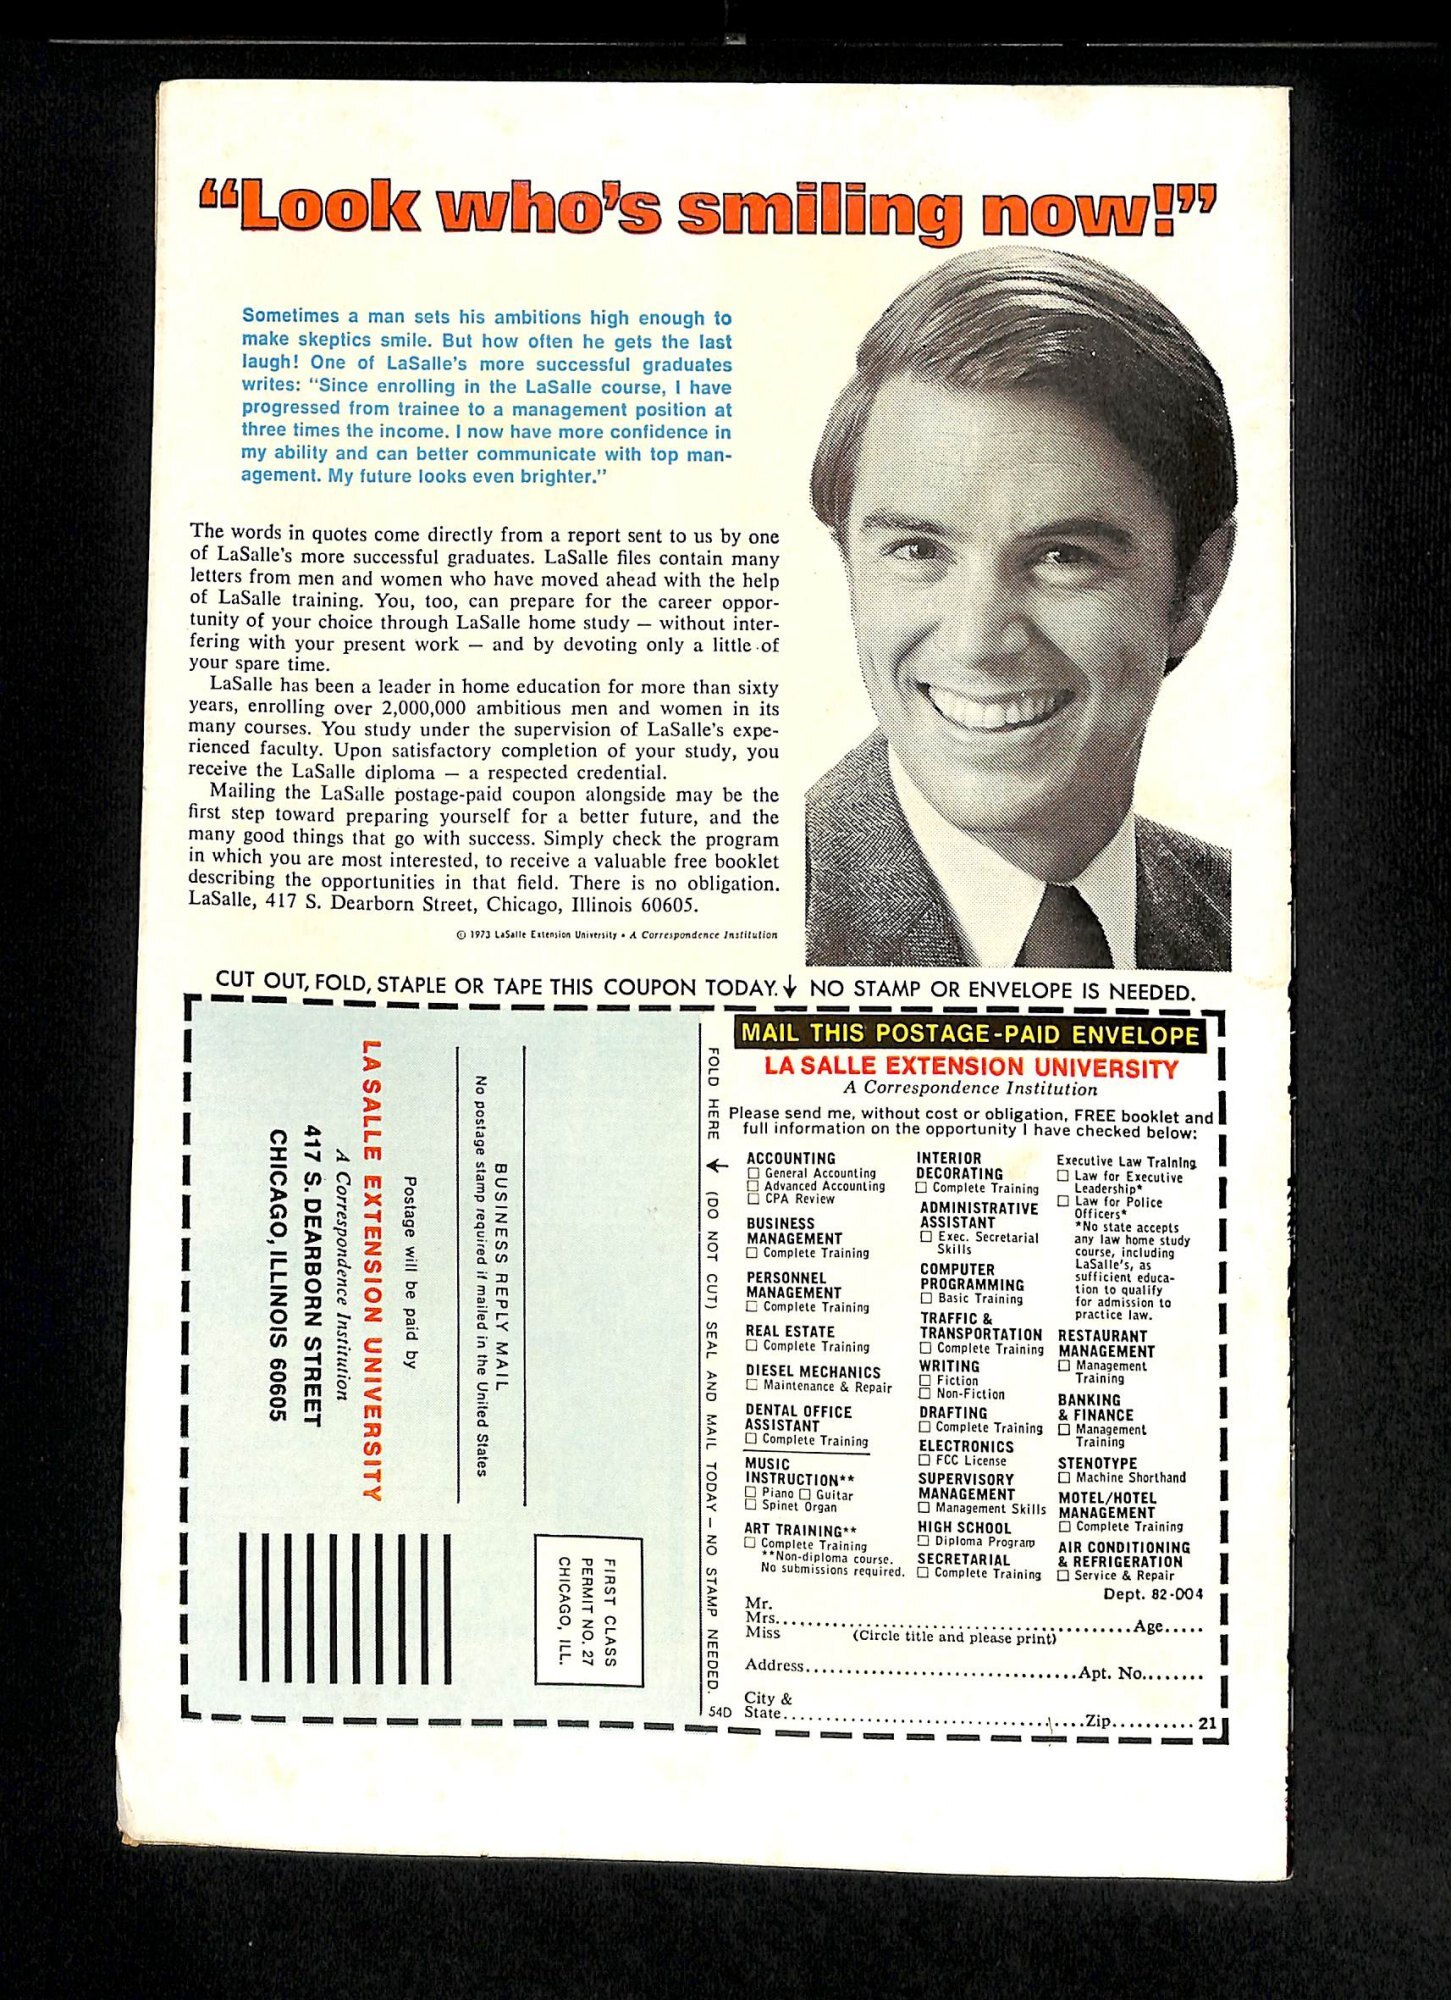 “Look who's smiling now!”
Sometimes a man sets his ambitions high enough to
make skeptics smile. But how often he gets the last
laugh! One of LaSalle's more successful graduates
writes: “Since enrolling in the LaSalle course, I have
progressed from trainee to a management position at
three times the income. I now have more confidence in
my ability and can better communicate with top man-
agement. My future looks even brighter.”
The words in quotes come directly from a report sent to us by one
of LaSalle's more successful graduates. LaSalle files contain many
letters from men and women who have moved ahead with the help
of LaSalle training. You, too, can prepare for the career oppor-
tunity of your choice through LaSalle home study — without inter-
fering with your present work — and by devoting only a little of
your spare time.
LaSalle has been a leader in home education for more than sixty
years, enrolling over 2,000,000 ambitious men and women in its
many courses. You study under the supervision of LaSalle's expe-
rienced faculty. Upon satisfactory completion of your study, you
receive the LaSalle diploma — a respected credential.
Mailing the LaSalle postage-paid coupon alongside may be the
first step toward preparing yourself for a better future, and the
many good things that go with success. Simply check the program
in which you are most interested, to receive a valuable free booklet
describing the opportunities in that field. There is no obligation.
LaSalle, 417 S. Dearborn Street, Chicago, Illinois 60605.
© 1973 LaSalle Extension University • A Correspondence Institution
CUT OUT, FOLD, STAPLE OR TAPE THIS COUPON TODAY. ↓ NO STAMP OR ENVELOPE IS NEEDED.
FIRST CLASS
PERMIT NO. 27
CHICAGO, ILL.
BUSINESS REPLY MAIL
No postage stamp required if mailed in the United States
Postage will be paid by
LA SALLE EXTENSION UNIVERSITY
A Correspondence Institution
417 S. DEARBORN STREET
CHICAGO, ILLINOIS 60605
FOLD HERE ↓ (DO NOT CUT) SEAL AND MAIL TODAY — NO STAMP NEEDED.
54D
MAIL THIS POSTAGE-PAID ENVELOPE
LA SALLE EXTENSION UNIVERSITY
A Correspondence Institution
Please send me, without cost or obligation, FREE booklet and
full information on the opportunity I have checked below:
ACCOUNTING
☐ General Accounting
☐ Advanced Accounting
☐ CPA Review
BUSINESS
MANAGEMENT
☐ Complete Training
PERSONNEL
MANAGEMENT
☐ Complete Training
REAL ESTATE
☐ Complete Training
DIESEL MECHANICS
☐ Maintenance & Repair
DENTAL OFFICE
ASSISTANT
☐ Complete Training
MUSIC
INSTRUCTION**
☐ Piano ☐ Guitar
☐ Spinet Organ
ART TRAINING**
☐ Complete Training
**Non-diploma course.
No submissions required.
INTERIOR
DECORATING
☐ Complete Training
ADMINISTRATIVE
ASSISTANT
☐ Exec. Secretarial
Skills
COMPUTER
PROGRAMMING
☐ Basic Training
TRAFFIC &
TRANSPORTATION
☐ Complete Training
WRITING
☐ Fiction
☐ Non-Fiction
DRAFTING
☐ Complete Training
ELECTRONICS
☐ FCC License
SUPERVISORY
MANAGEMENT
☐ Management Skills
HIGH SCHOOL
☐ Diploma Program
SECRETARIAL
☐ Complete Training
Executive Law Training
☐ Law for Executive
Leadership*
☐ Law for Police
Officers*
*No state accepts
any law home study
course, including
LaSalle's, as
sufficient educa-
tion to qualify
for admission to
practice law.
RESTAURANT
MANAGEMENT
☐ Management
Training
BANKING
& FINANCE
☐ Management
Training
STENOTYPE
☐ Machine Shorthand
MOTEL/HOTEL
MANAGEMENT
☐ Complete Training
AIR CONDITIONING
& REFRIGERATION
☐ Service & Repair
Dept. 82-004
Mr.
Mrs. ........ Age.....
Miss (Circle title and please print)
Address........ Apt. No........
City &
State........ Zip.......... 21